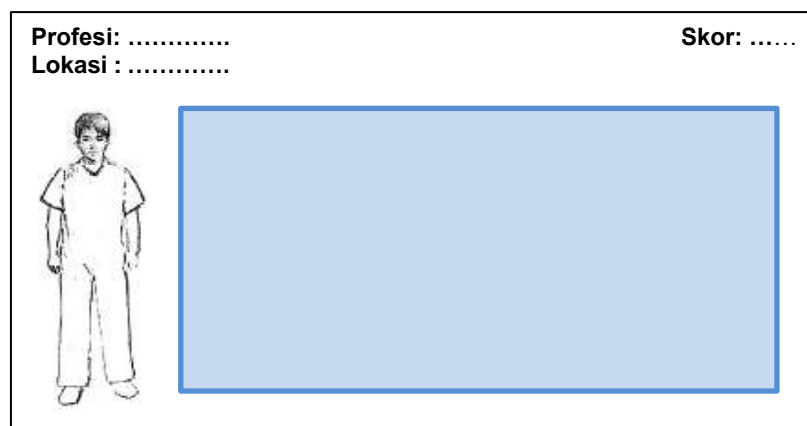 Profesi: ………….
Skor: ……
Lokasi : ………….